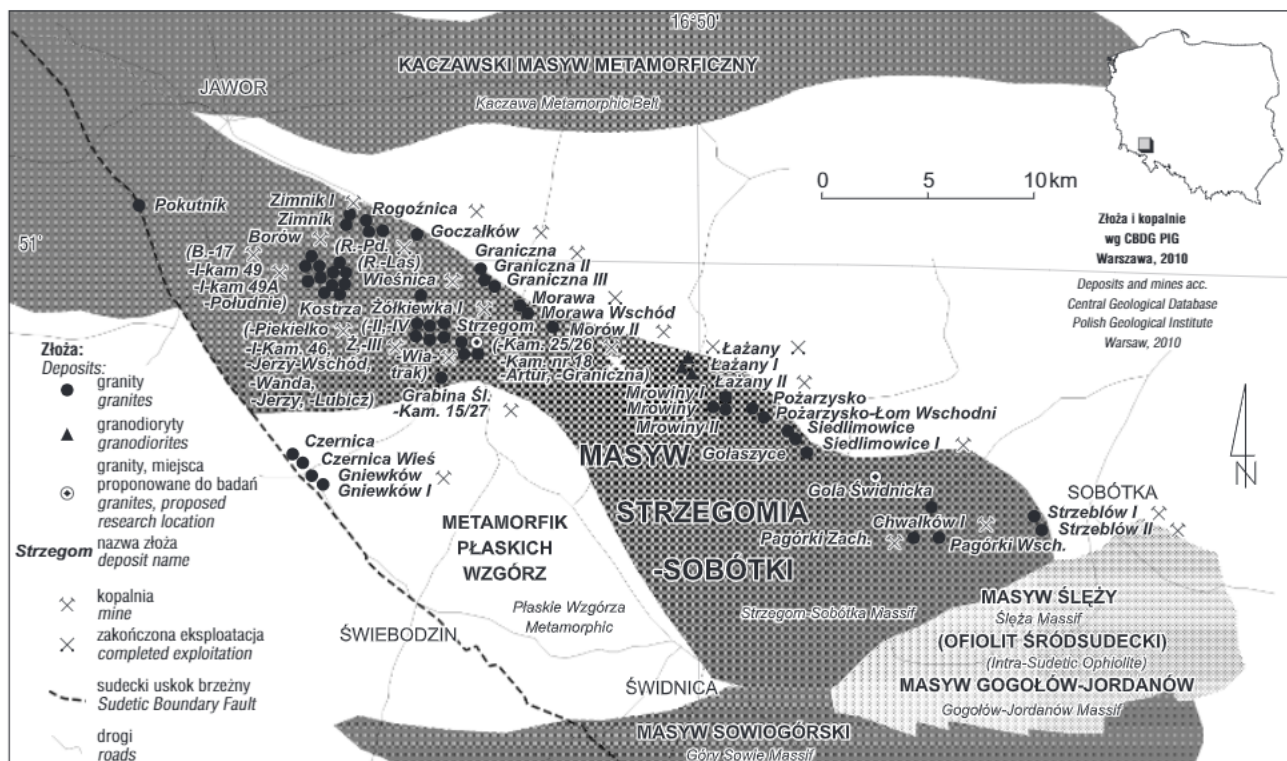 16°50'
KACZAWSKI MASYW METAMORFICZNY
Kaczawa Metamorphic Belt
JAWOR
0 5 10 km
Pokutnik
Zimnik I
Rogoźnica
Zimnik
Goczałków
Borów
(R.-Pd.
Graniczna
51'
(B.-17
(R.-Las)
Graniczna II
-I-kam 49
Wieśnica
Graniczna III
-I-kam 49A
-Południe)
Morawa
Kostrza
Żółkiewka I
Morawa Wschód
(-Piekiełko
(-II,-IV
Strzegom
Morów II
-I-Kam. 46,
Ż.-III
(-Kam. 25/26
-Jerzy-Wschód,
Wia-
-Kam. nr 18
-Wanda,
trak)
-Artur, -Graniczna)
-Jerzy, -Lubicz)
Grabina Śl.
-Kam. 15/27
Łażany
Łażany I
Łażany II
Mrowiny I
Mrowiny
Mrowiny II
Pożarzysko
Pożarzysko-Łom Wschodni
Siedlimowice
Siedlimowice I
Gołaszyce
Czernica
Czernica Wieś
Gniewków
Gniewków I
Gola Świdnicka
Chwałków I
Pagórki Zach.
Pagórki Wsch.
SOBÓTKA
Strzeblów I
Strzeblów II
MASYW
STRZEGOMIA
-SOBÓTKI
Strzegom-Sobótka Massif
METAMORFIK
PŁASKICH
WZGÓRZ
Płaskie Wzgórza
Metamorphic
ŚWIEBODZIN
ŚWIDNICA
MASYW ŚLĘŻY
Ślęża Massif
(OFIOLIT ŚRÓDSUDECKI)
(Intra-Sudetic Ophiolite)
MASYW GOGOŁÓW-JORDANÓW
Gogołów-Jordanów Massif
MASYW SOWIOGÓRSKI
Góry Sowie Massif
Złoża i kopalnie
wg CBDG PIG
Warszawa, 2010
Deposits and mines acc.
Central Geological Database
Polish Geological Institute
Warsaw, 2010
N
Złoża:
Deposits:
granity
granites
granodioryty
granodiorites
granity, miejsca
proponowane do badań
granites, proposed
research location
Strzegom nazwa złoża
deposit name
kopalnia
mine
zakończona eksploatacja
completed exploitation
sudecki uskok brzeżny
Sudetic Boundary Fault
drogi
roads